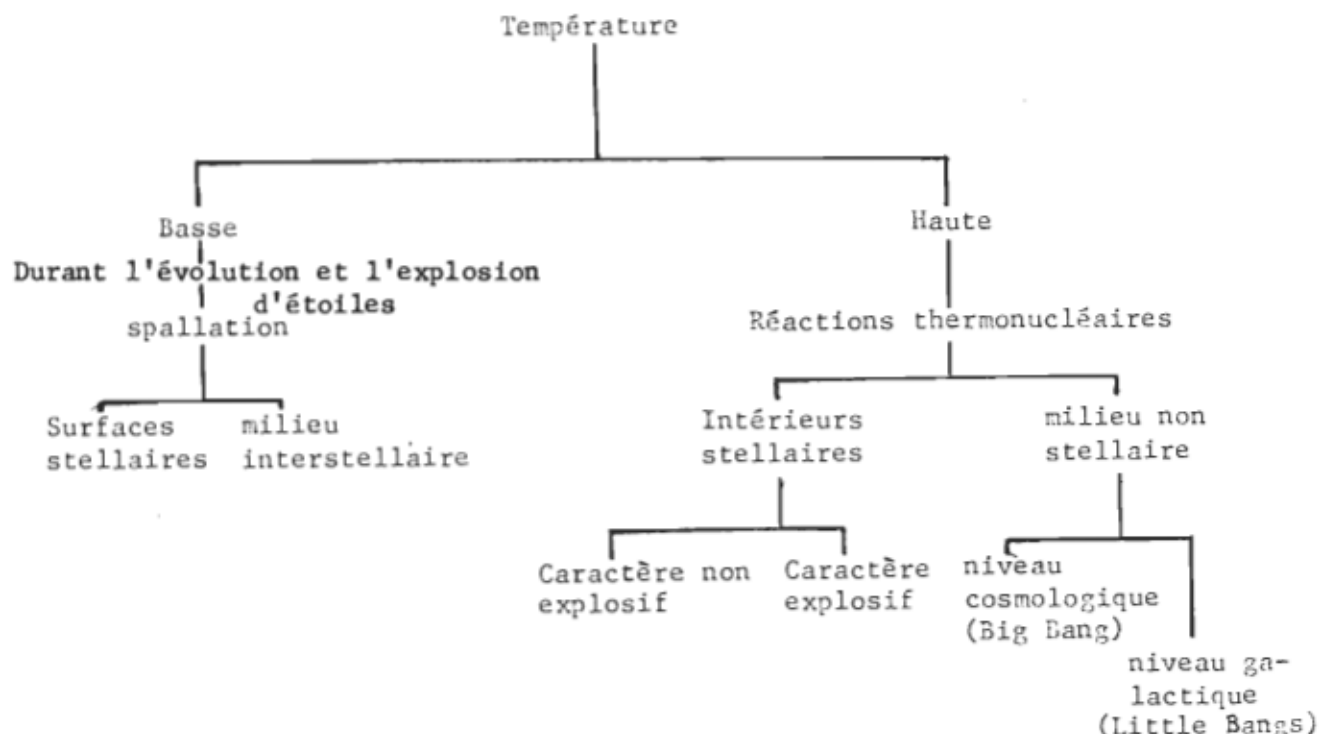 Température
Basse
Haute
Durant l'évolution et l'explosion
d'étoiles
spallation
Réactions thermonucléaires
Surfaces
stellaires
milieu
interstellaire
Intérieurs
stellaires
milieu non
stellaire
Caractère non
explosif
Caractère
explosif
niveau
cosmologique
(Big Bang)
niveau ga-
lactique
(Little Bangs)